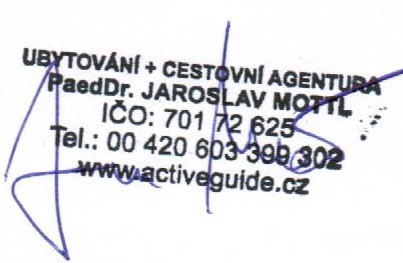 UBYTOVÁNÍ + CESTOVNÍ AGENTURA
PaedDr. JAROSLAV MOTTL
IČO: 701 72 625
Tel.: 00 420 603 399 302
www.activeguide.cz